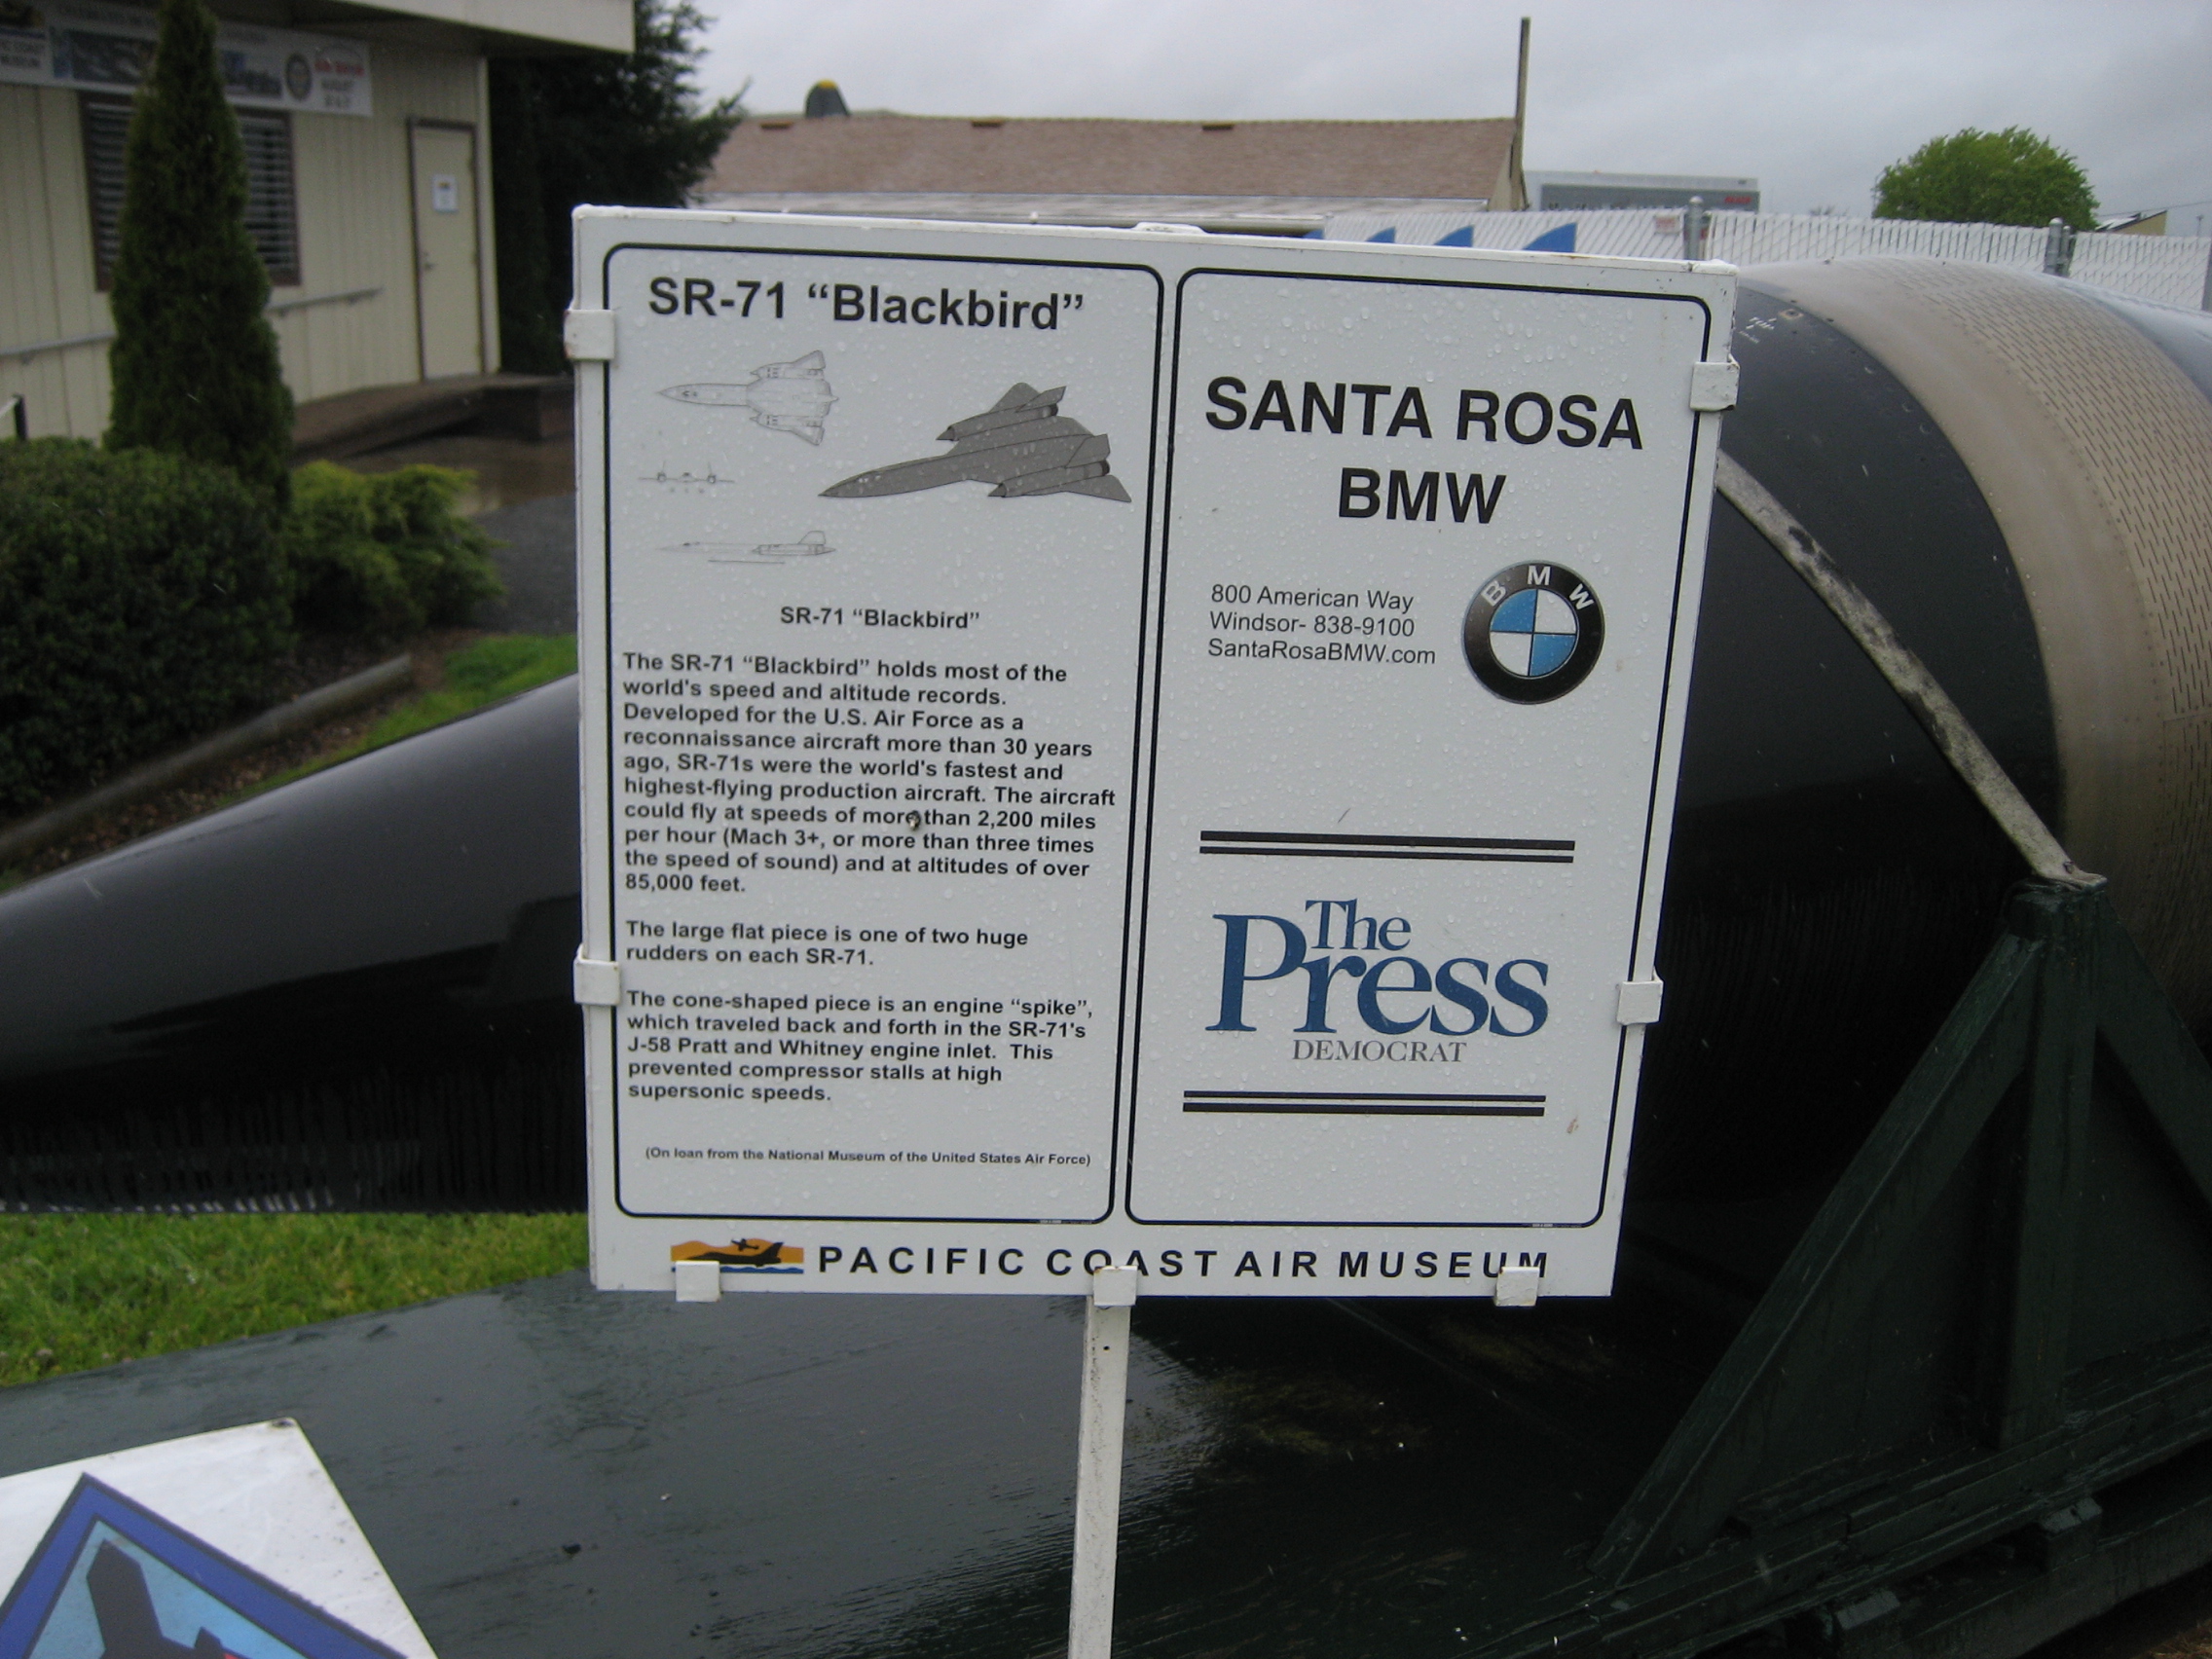 SR-71 “Blackbird”
SR-71 “Blackbird”
The SR-71 “Blackbird” holds most of the
world's speed and altitude records.
Developed for the U.S. Air Force as a
reconnaissance aircraft more than 30 years
ago, SR-71s were the world's fastest and
highest-flying production aircraft. The aircraft
could fly at speeds of more than 2,200 miles
per hour (Mach 3+, or more than three times
the speed of sound) and at altitudes of over
85,000 feet.
The large flat piece is one of two huge
rudders on each SR-71.
The cone-shaped piece is an engine “spike”,
which traveled back and forth in the SR-71's
J-58 Pratt and Whitney engine inlet. This
prevented compressor stalls at high
supersonic speeds.
(On loan from the National Museum of the United States Air Force)
SANTA ROSA
BMW
800 American Way
Windsor- 838-9100
SantaRosaBMW.com
BMW
The
Press
DEMOCRAT
PACIFIC COAST AIR MUSEUM